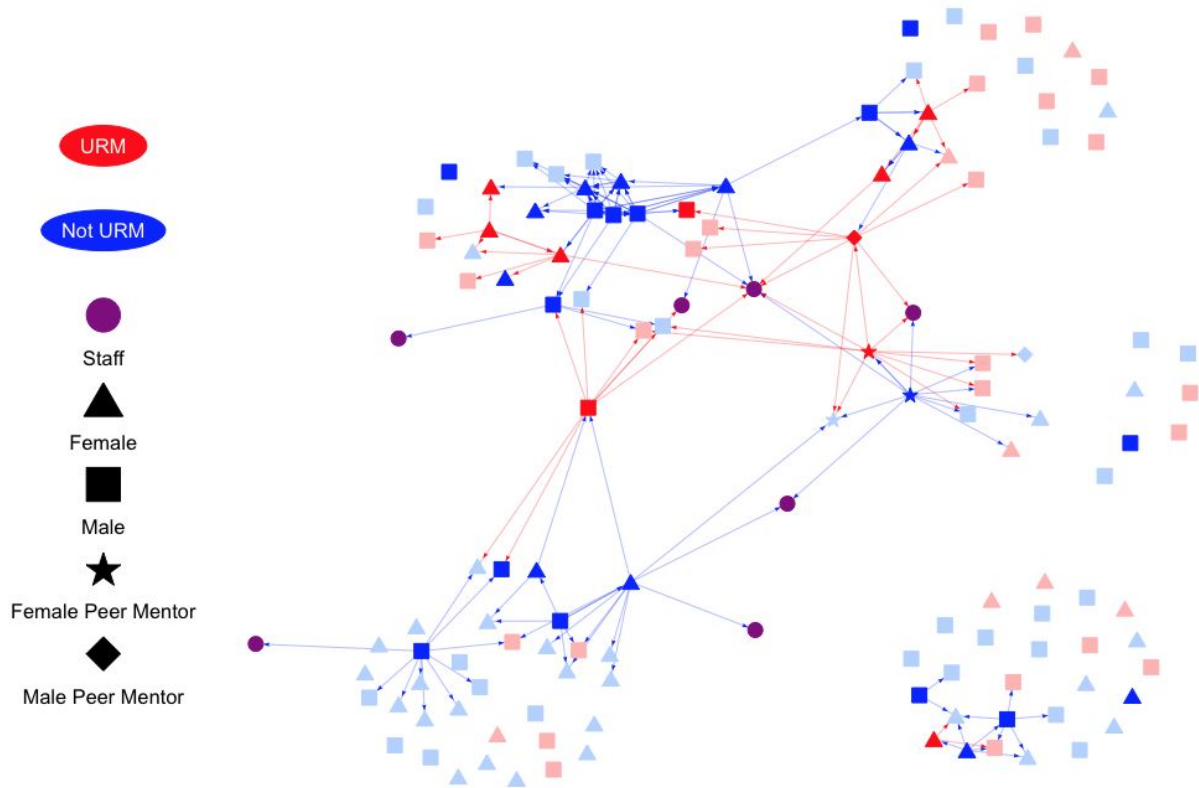 URM
Not URM
Staff
Female
Male
Female Peer Mentor
Male Peer Mentor